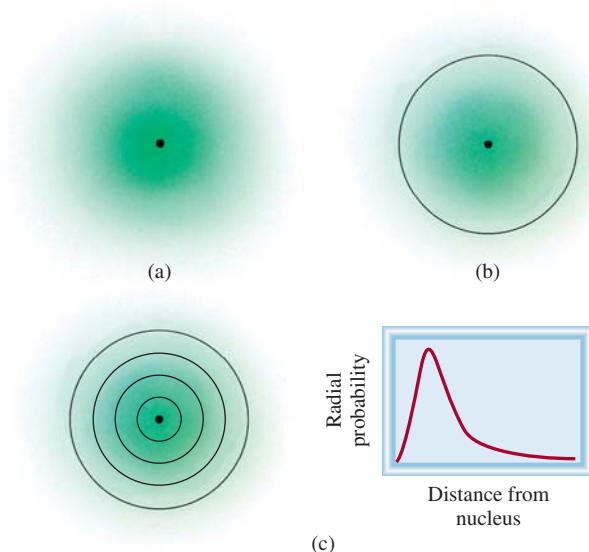 (a)
(b)
Radial
probability
Distance from
nucleus
(c)